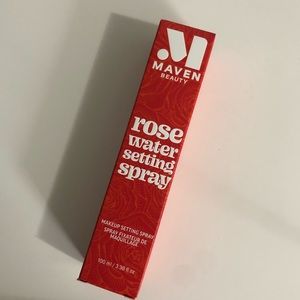 M
MAVEN
BEAUTY
rose
water
setting
spray
MAKEUP SETTING SPRAY
SPRAY FIXATEUR DE
MAQUILLAGE
100 ml / 3.38 fl oz